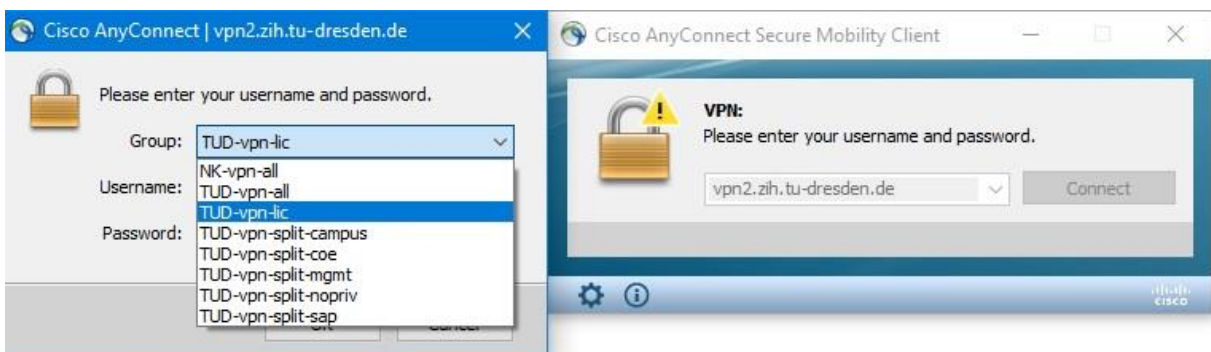 Cisco AnyConnect | vpn2.zih.tu-dresden.de
Please enter your username and password.
Group: TUD-vpn-lic
NK-vpn-all
Username: TUD-vpn-all
TUD-vpn-lic
Password: TUD-vpn-split-campus
TUD-vpn-split-coe
TUD-vpn-split-mgmt
TUD-vpn-split-nopriv
TUD-vpn-split-sap
Cisco AnyConnect Secure Mobility Client
VPN:
Please enter your username and password.
vpn2.zih.tu-dresden.de
Connect
CISCO